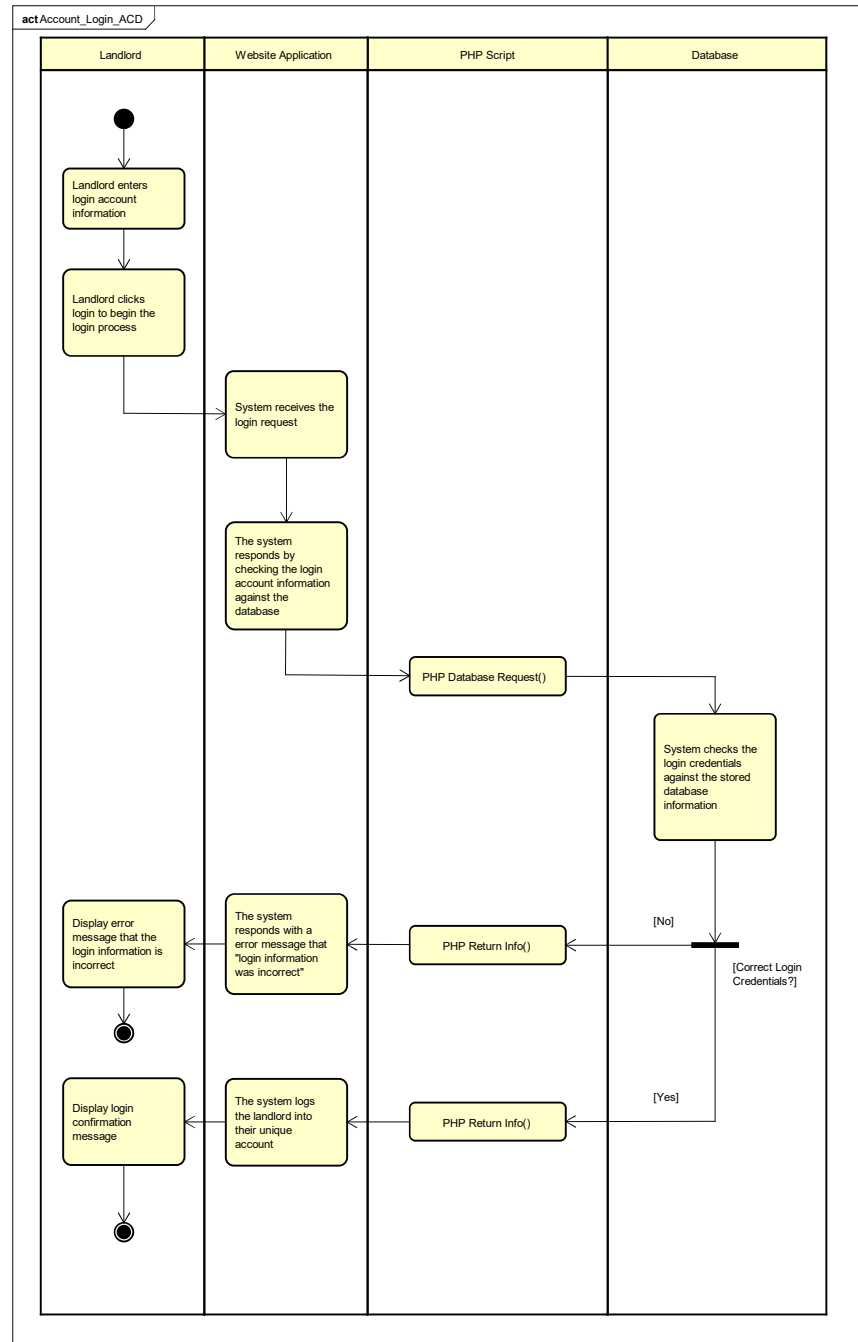 act Account_Login_ACD
Landlord
Website Application
PHP Script
Database
Landlord enters
login account
information
Landlord clicks
login to begin the
login process
System receives the
login request
The system
responds by
checking the login
account information
against the
database
PHP Database Request()
System checks the
login credentials
against the stored
database
information
Display error
message that the
login information is
incorrect
The system
responds with a
error message that
"login information
was incorrect"
PHP Return Info()
[No]
[Correct Login
Credentials?]
Display login
confirmation
message
The system logs
the landlord into
their unique
account
PHP Return Info()
[Yes]